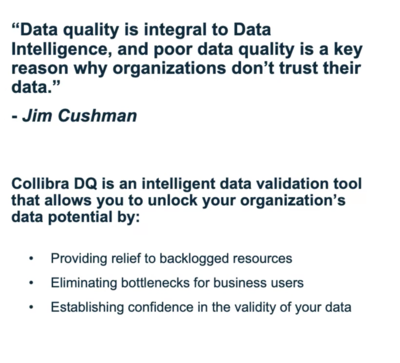 “Data quality is integral to Data
Intelligence, and poor data quality is a key
reason why organizations don’t trust their
data.”
- Jim Cushman
Collibra DQ is an intelligent data validation tool
that allows you to unlock your organization’s
data potential by:
• Providing relief to backlogged resources
• Eliminating bottlenecks for business users
• Establishing confidence in the validity of your data